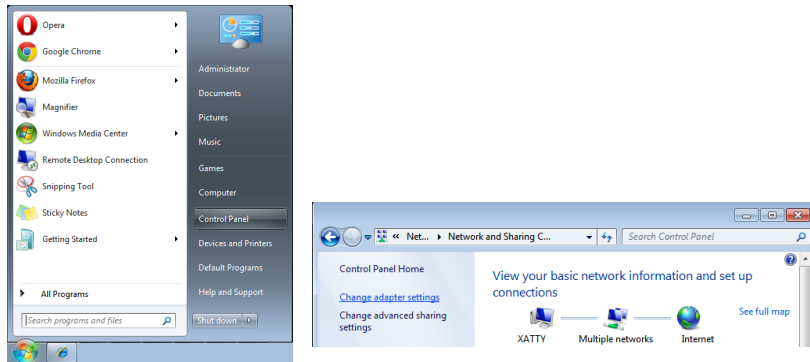 Opera
Google Chrome
Mozilla Firefox
Magnifier
Windows Media Center
Remote Desktop Connection
Snipping Tool
Sticky Notes
Getting Started
All Programs
Search programs and files
Administrator
Documents
Pictures
Music
Games
Computer
Control Panel
Devices and Printers
Default Programs
Help and Support
Shut down
« Net... Network and Sharing C...
Search Control Panel
Control Panel Home
Change adapter settings
Change advanced sharing
settings
View your basic network information and set up
connections
See full map
XATTY Multiple networks Internet